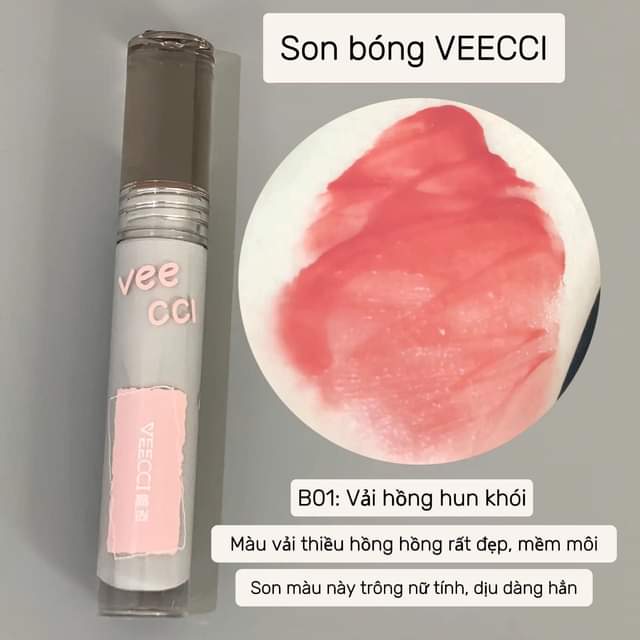 Son bóng VEECCI
vee
cci
VEECCI
B01: Vải hồng hun khói
Màu vải thiều hồng hồng rất đẹp, mềm môi
Son màu này trông nữ tính, dịu dàng hẳn